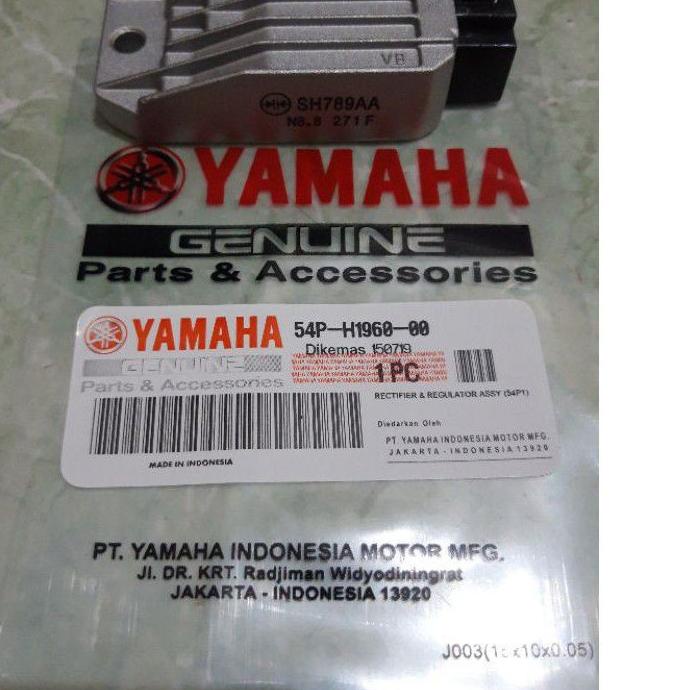 VB
SH789AA
N8.8 271F
YAMAHA
GENUINE
Parts & Accessories
YAMAHA
54P-H1960-00
Dikemas 150719
GENUINE
1 PC
Parts & Accessories
RECTIFIER & REGULATOR ASSY (54P1)
Diedarkan Oleh
PT. YAMAHA INDONESIA MOTOR MFG.
JAKARTA - INDONESIA 13920
MADE IN INDONESIA
PT. YAMAHA INDONESIA MOTOR MFG.
Jl. DR. KRT. Radjiman Widyodiningrat
JAKARTA - INDONESIA 13920